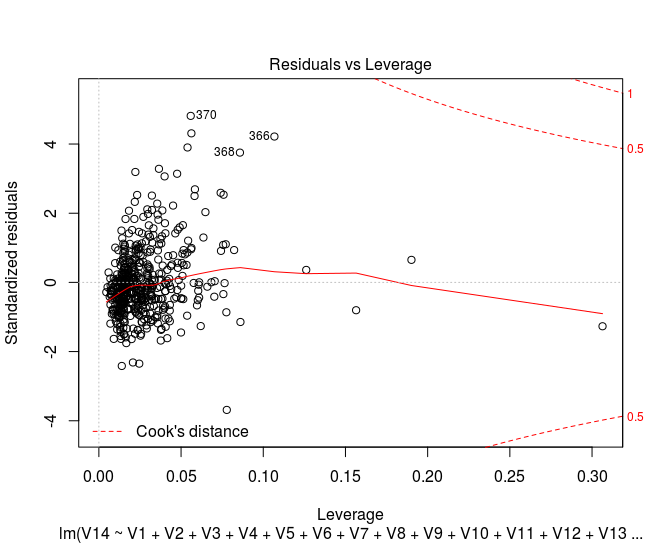 Residuals vs Leverage
Standardized residuals
4
2
0
-2
-4
370
366
368
1
0.5
0.5
Cook's distance
0.00 0.05 0.10 0.15 0.20 0.25 0.30
Leverage
lm(V14 ~ V1 + V2 + V3 + V4 + V5 + V6 + V7 + V8 + V9 + V10 + V11 + V12 + V13 ...